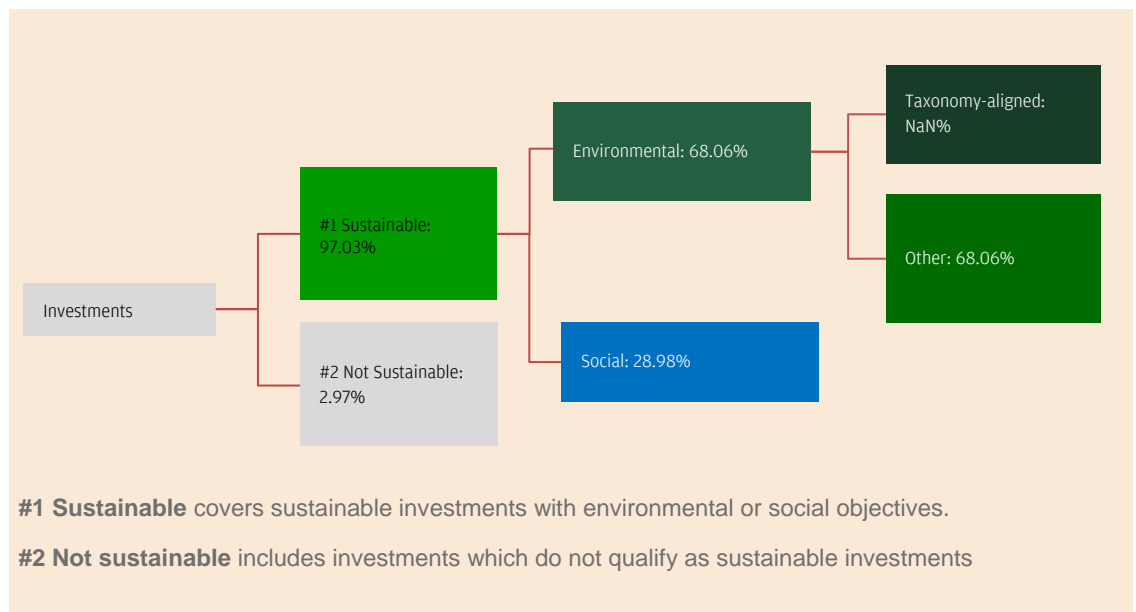 Investments
#1 Sustainable:
97.03%
#2 Not Sustainable:
2.97%
Environmental: 68.06%
Social: 28.98%
Taxonomy-aligned:
NaN%
Other: 68.06%
#1 Sustainable covers sustainable investments with environmental or social objectives.
#2 Not sustainable includes investments which do not qualify as sustainable investments